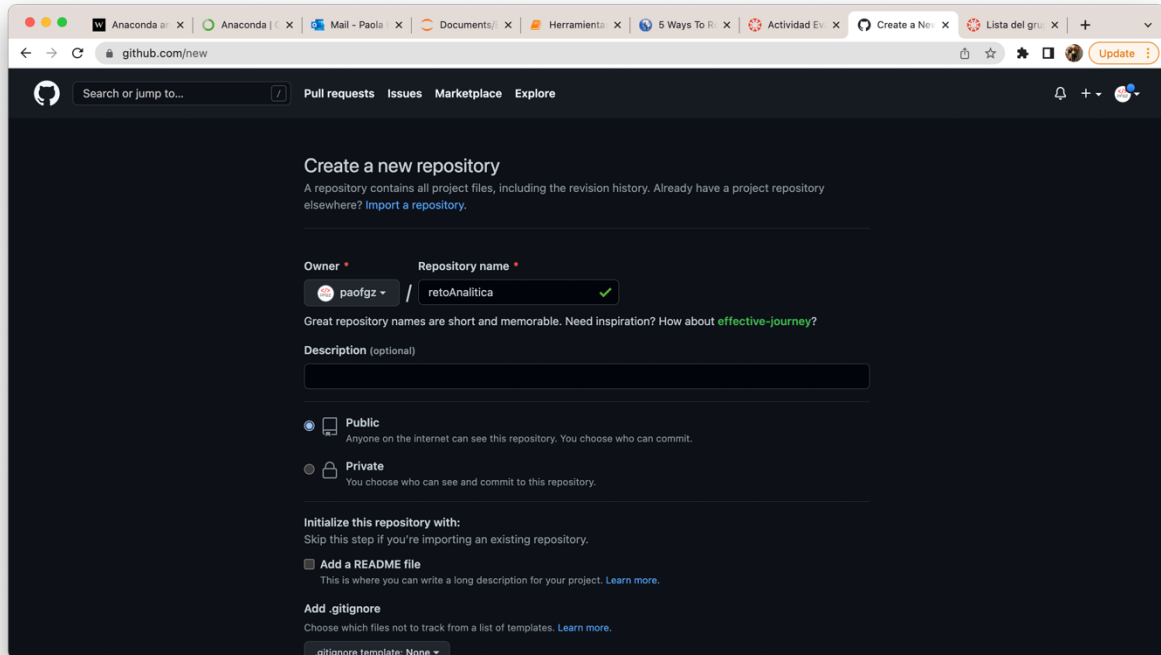 Anaconda an
Anaconda | C
Mail - Paola
Documents/
Herramienta
5 Ways To R
Actividad Ev
Create a New
Lista del gru
github.com/new
Update
Search or jump to...
/
Pull requests Issues Marketplace Explore
Create a new repository
A repository contains all project files, including the revision history. Already have a project repository
elsewhere? Import a repository.
Owner * Repository name *
paofgz / retoAnalitica
Great repository names are short and memorable. Need inspiration? How about effective-journey?
Description (optional)
Public
Anyone on the internet can see this repository. You choose who can commit.
Private
You choose who can see and commit to this repository.
Initialize this repository with:
Skip this step if you're importing an existing repository.
Add a README file
This is where you can write a long description for your project. Learn more.
Add .gitignore
Choose which files not to track from a list of templates. Learn more.
.gitignore template: None